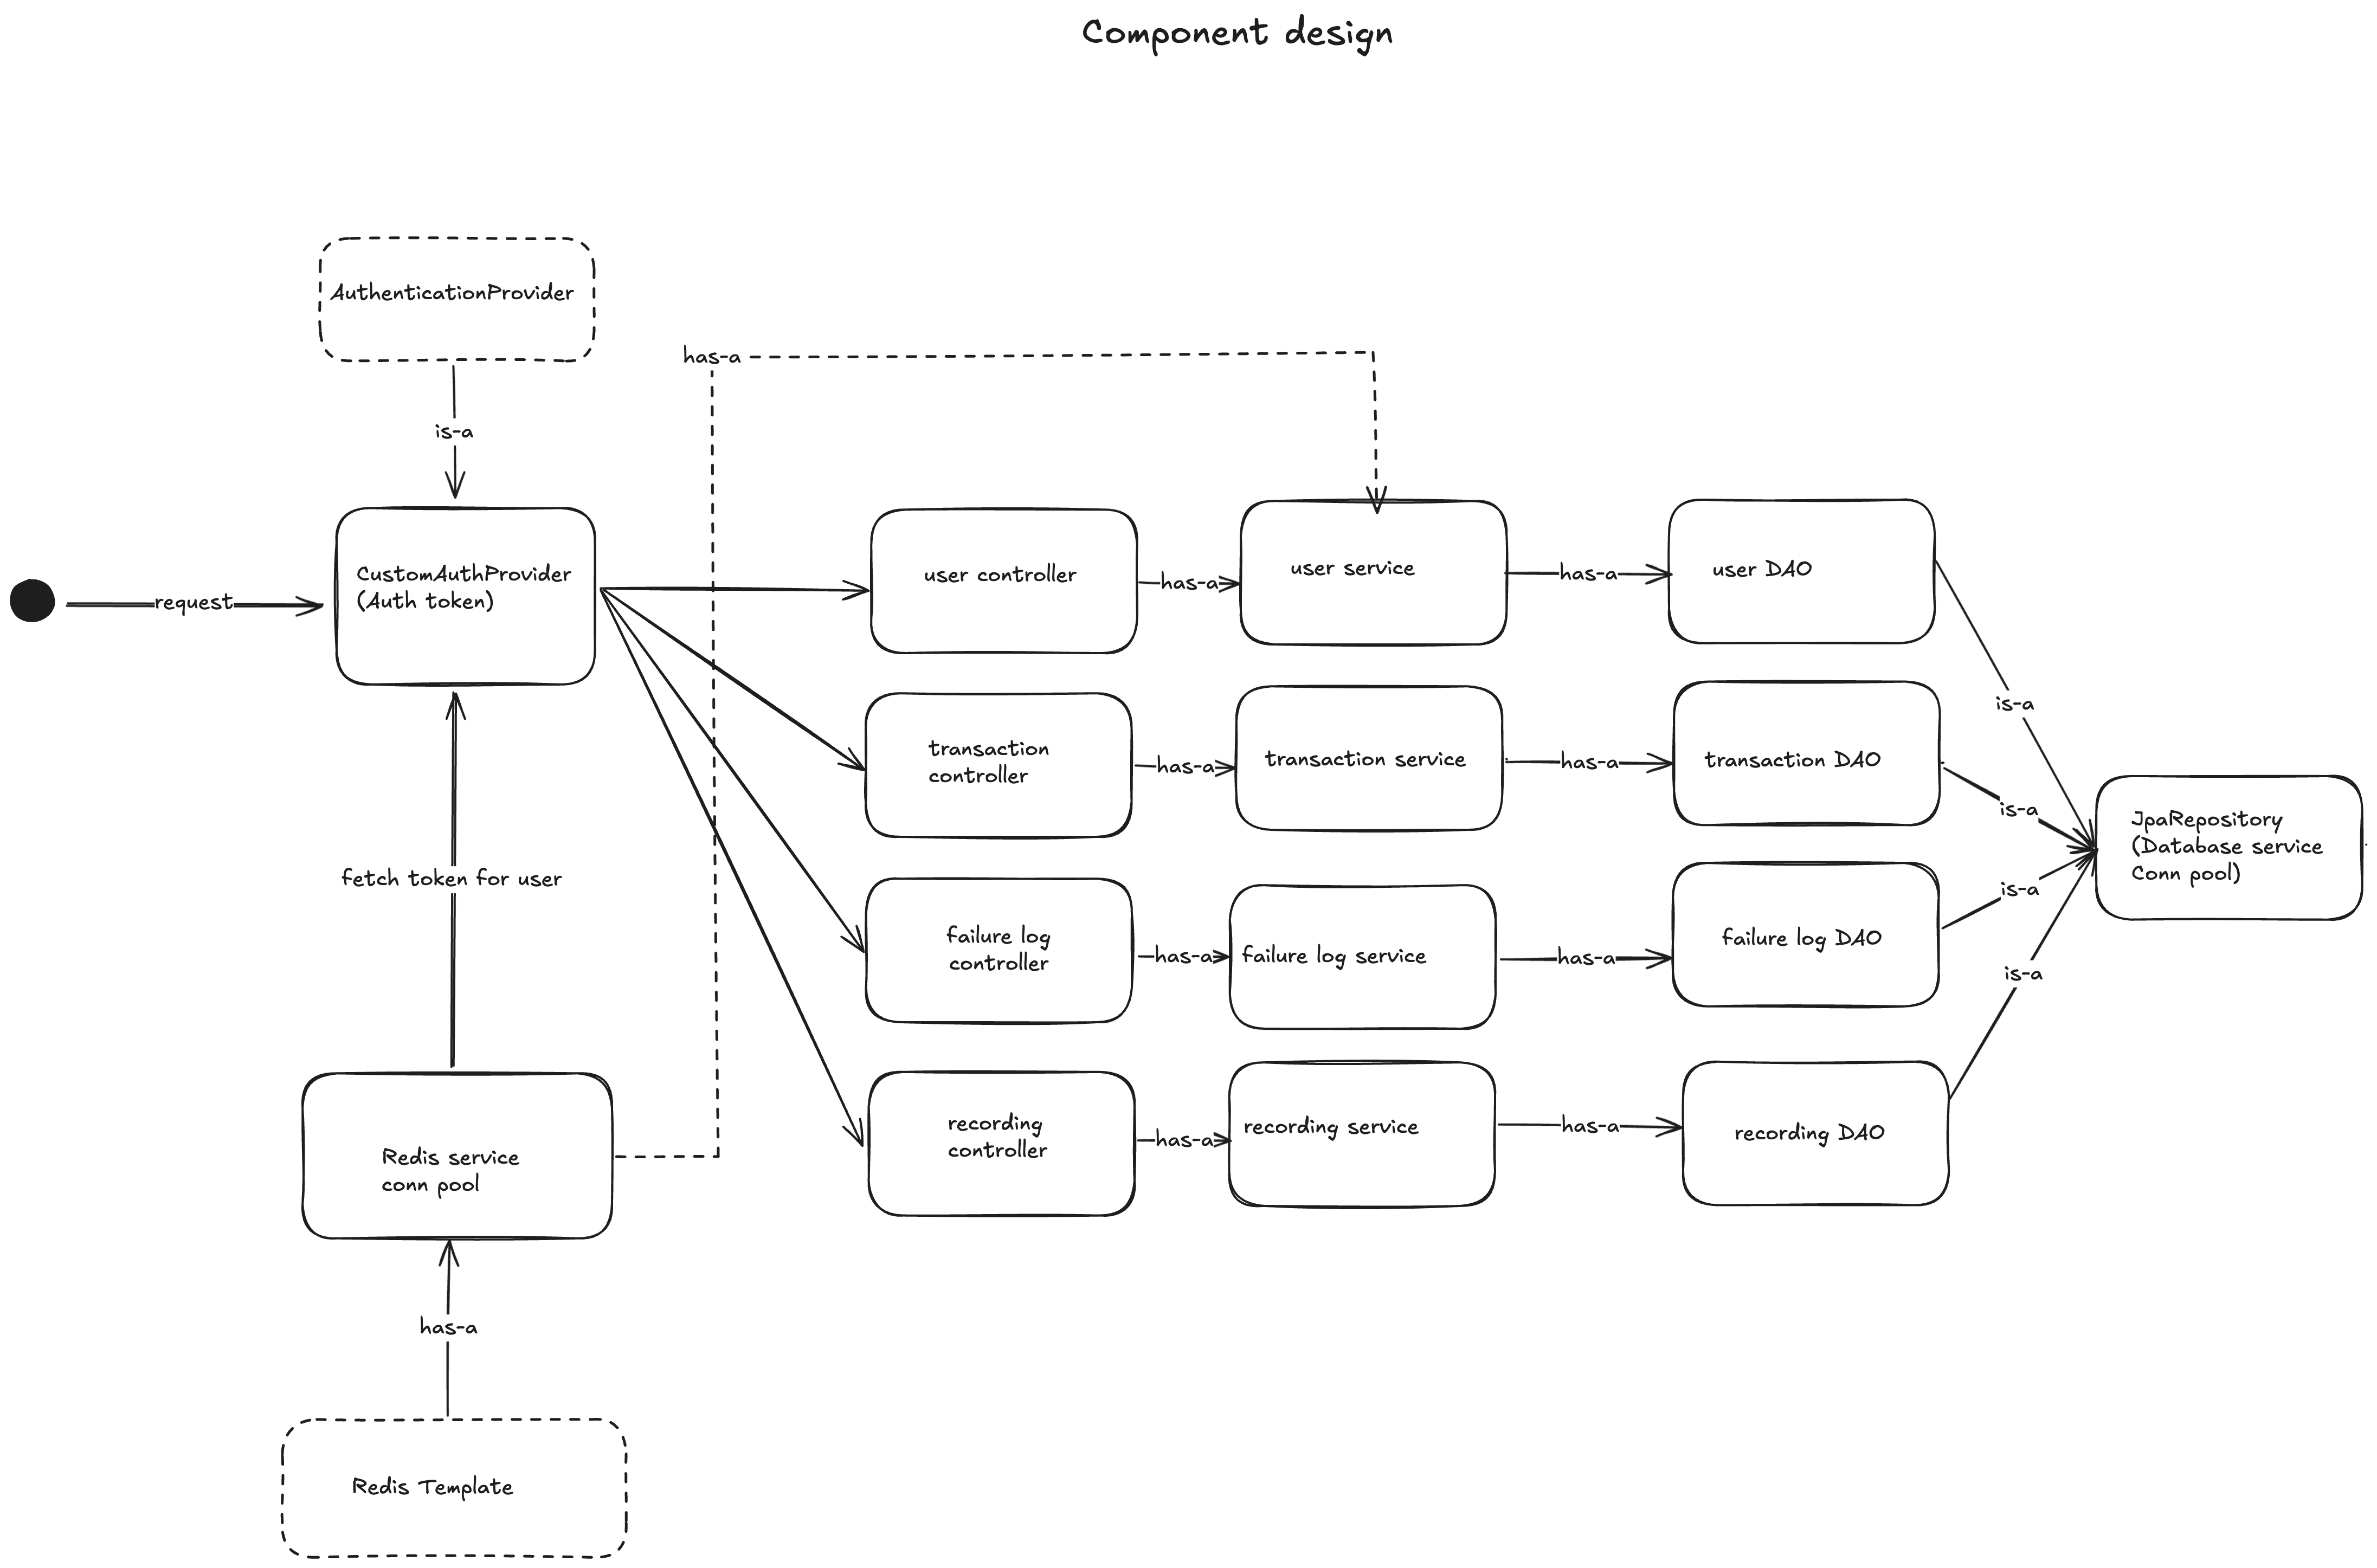 Component design
AuthenticationProvider
has-a
is-a
CustomAuthProvider
(Auth token)
request
user controller
has-a
user service
has-a
user DAO
is-a
transaction
controller
has-a
transaction service
has-a
transaction DAO
is-a
JpaRepository
(Database service
Conn pool)
fetch token for user
failure log
controller
has-a
failure log service
has-a
failure log DAO
is-a
is-a
recording
controller
has-a
recording service
has-a
recording DAO
Redis service
conn pool
has-a
Redis Template